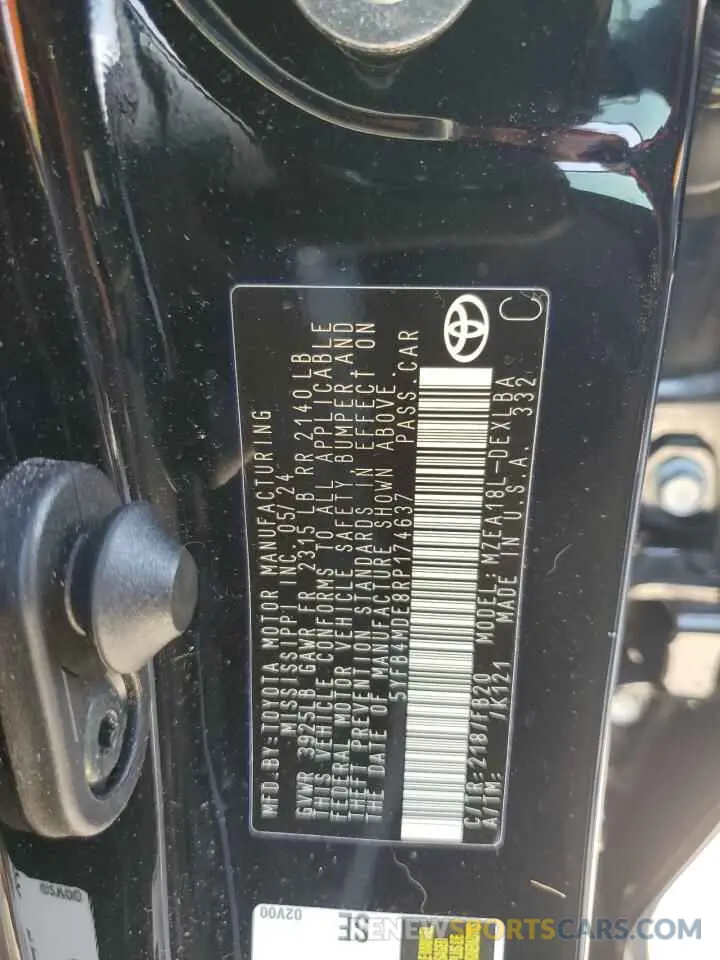 MFD.BY:TOYOTA MOTOR MANUFACTURING
MISSISSIPPI INC. 05/24
GVWR 3925LB GAWR FR 2315 LB RR 2140 LB
THIS VEHICLE CONFORMS TO ALL APPLICABLE
FEDERAL MOTOR VEHICLE SAFETY, BUMPER, AND
THEFT PREVENTION STANDARDS IN EFFECT ON
THE DATE OF MANUFACTURE SHOWN ABOVE.
5YFB4MDE8RP174637 PASS.CAR
C/TR:218/FB20 MODEL:MZEA18L-DEXLBA
A/TM: /K121 MADE IN U.S.A. 332
C
02V00
SE
RENEWSPORTSCARS.COM